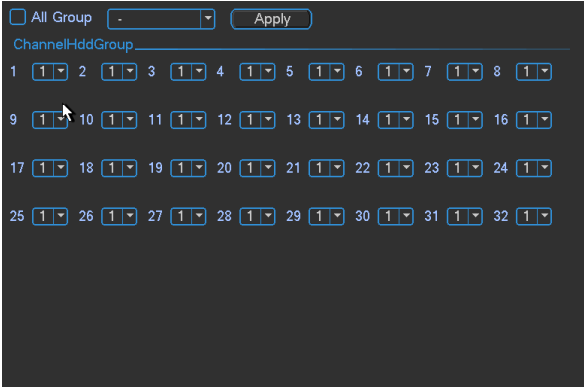 All Group - Apply
ChannelHddGroup
1 1 2 1 3 1 4 1 5 1 6 1 7 1 8 1
9 1 10 1 11 1 12 1 13 1 14 1 15 1 16 1
17 1 18 1 19 1 20 1 21 1 22 1 23 1 24 1
25 1 26 1 27 1 28 1 29 1 30 1 31 1 32 1